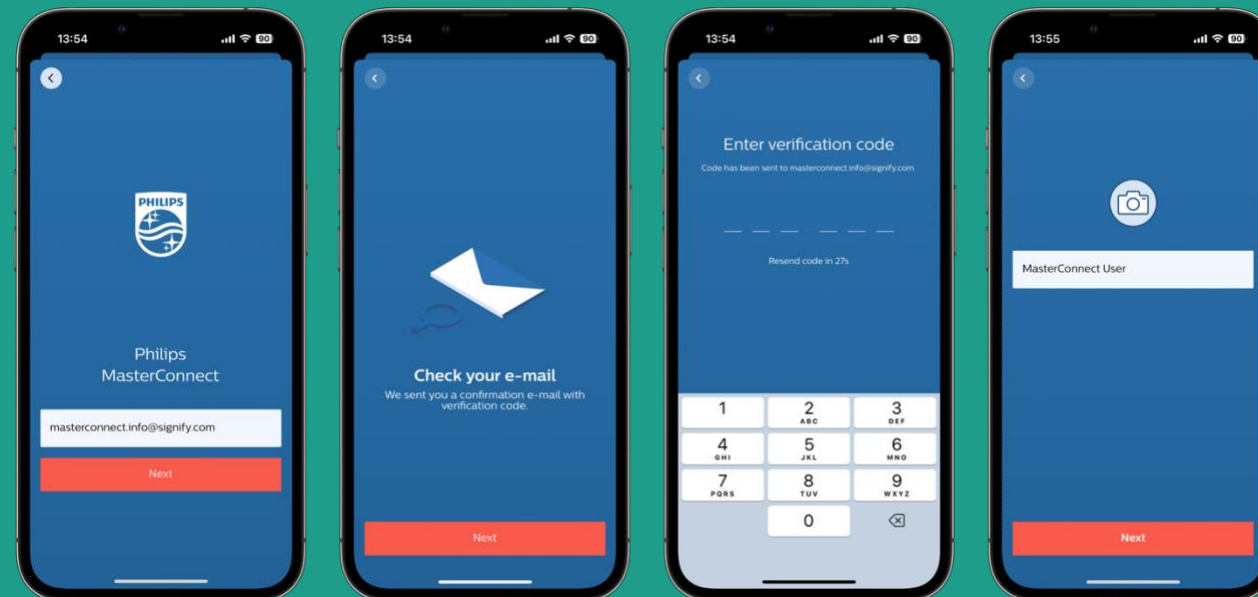 13:54
90
PHILIPS
Philips
MasterConnect
masterconnect.info@signify.com
Next
13:54
90
Check your e-mail
We sent you a confirmation e-mail with
verification code.
Next
13:54
90
Enter verification code
Code has been sent to masterconnect.info@signify.com.
Resend code in 27s
1
2
ABC
3
DEF
4
GHI
5
JKL
6
MNO
7
PQRS
8
TUV
9
WXYZ
0
13:55
90
MasterConnect User
Next